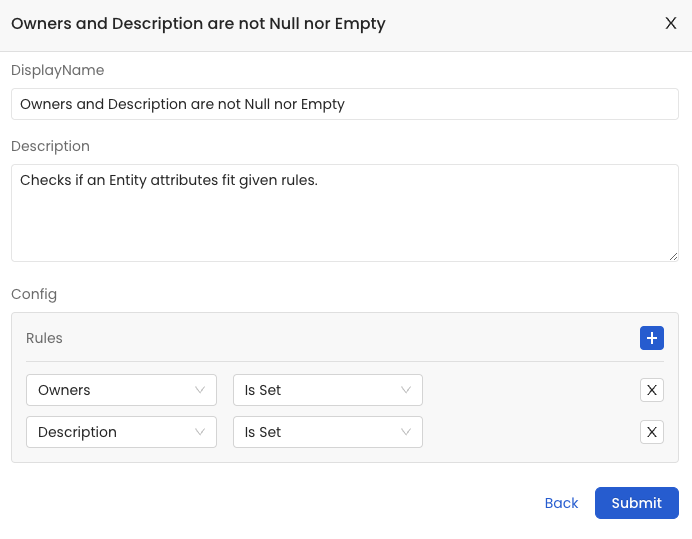 Owners and Description are not Null nor Empty X
DisplayName
Owners and Description are not Null nor Empty
Description
Checks if an Entity attributes fit given rules.
Config
Rules +
Owners Is Set X
Description Is Set X
Back Submit